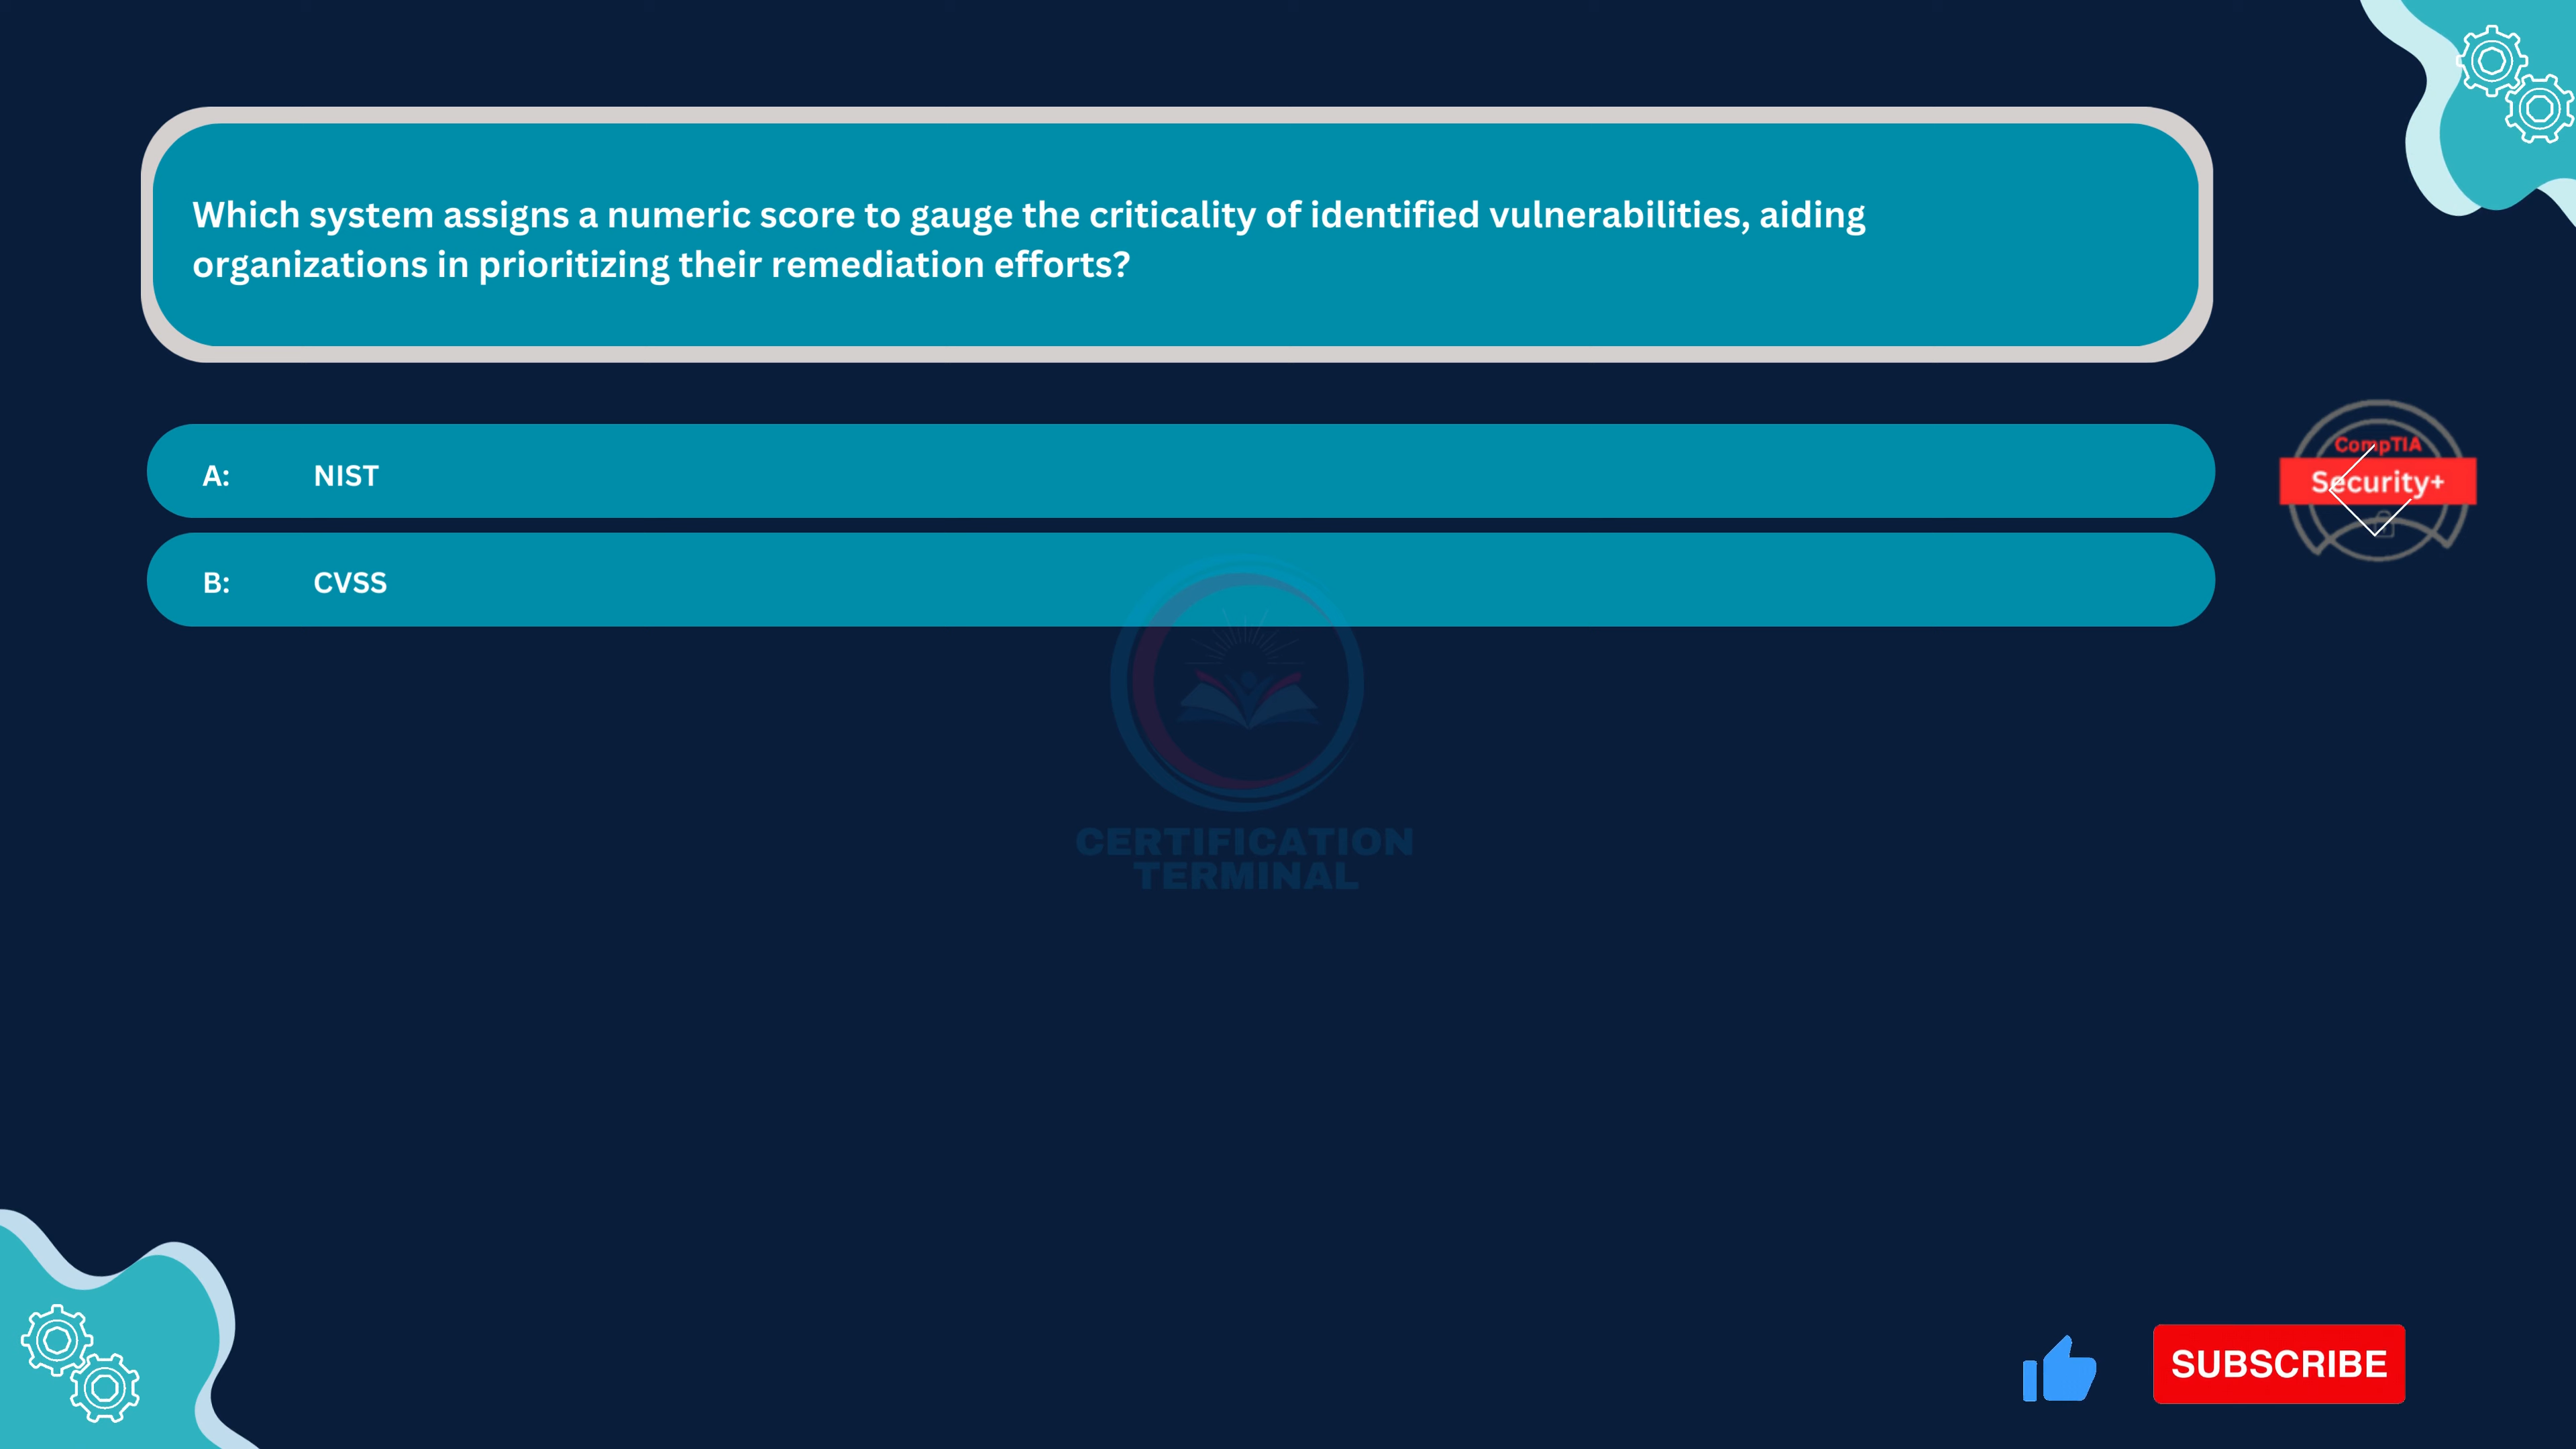 Which system assigns a numeric score to gauge the criticality of identified vulnerabilities, aiding
organizations in prioritizing their remediation efforts?
A: NIST
CompTIA
Security+
B: CVSS
CERTIFICATION
TERMINAL
SUBSCRIBE